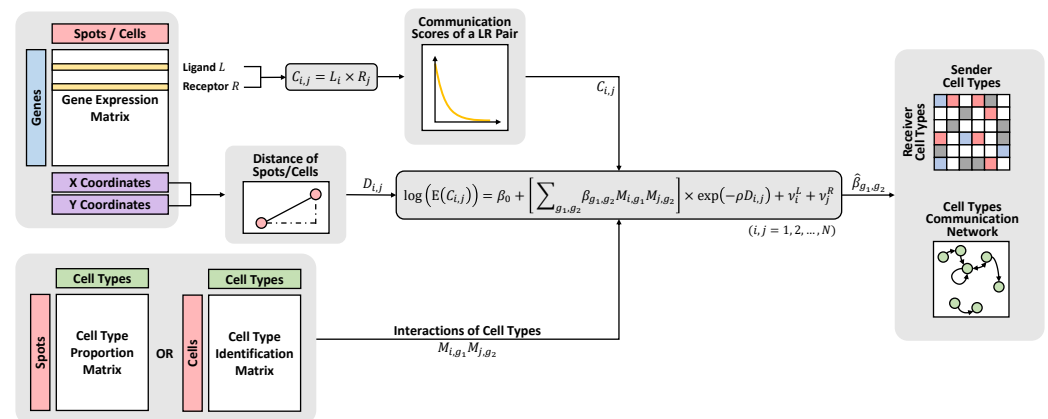 Spots / Cells
Genes
Gene Expression
Matrix
X Coordinates
Y Coordinates
Ligand L
Receptor R
C_{i,j} = L_i × R_j
Communication
Scores of a LR Pair
C_{i,j}
Distance of
Spots/Cells
D_{i,j}
log(E(C_{i,j})) = β_0 + [∑_{g_1,g_2} β_{g_1,g_2} M_{i,g_1} M_{j,g_2}] × exp(−ρD_{i,j}) + ν_i^L + ν_j^R
(i, j = 1, 2, …, N)
β̂_{g_1,g_2}
Cell Types
Spots
Cell Type
Proportion
Matrix
OR
Cell Types
Cells
Cell Type
Identification
Matrix
Interactions of Cell Types
M_{i,g_1} M_{j,g_2}
Sender
Cell Types
Receiver
Cell Types
Cell Types
Communication
Network